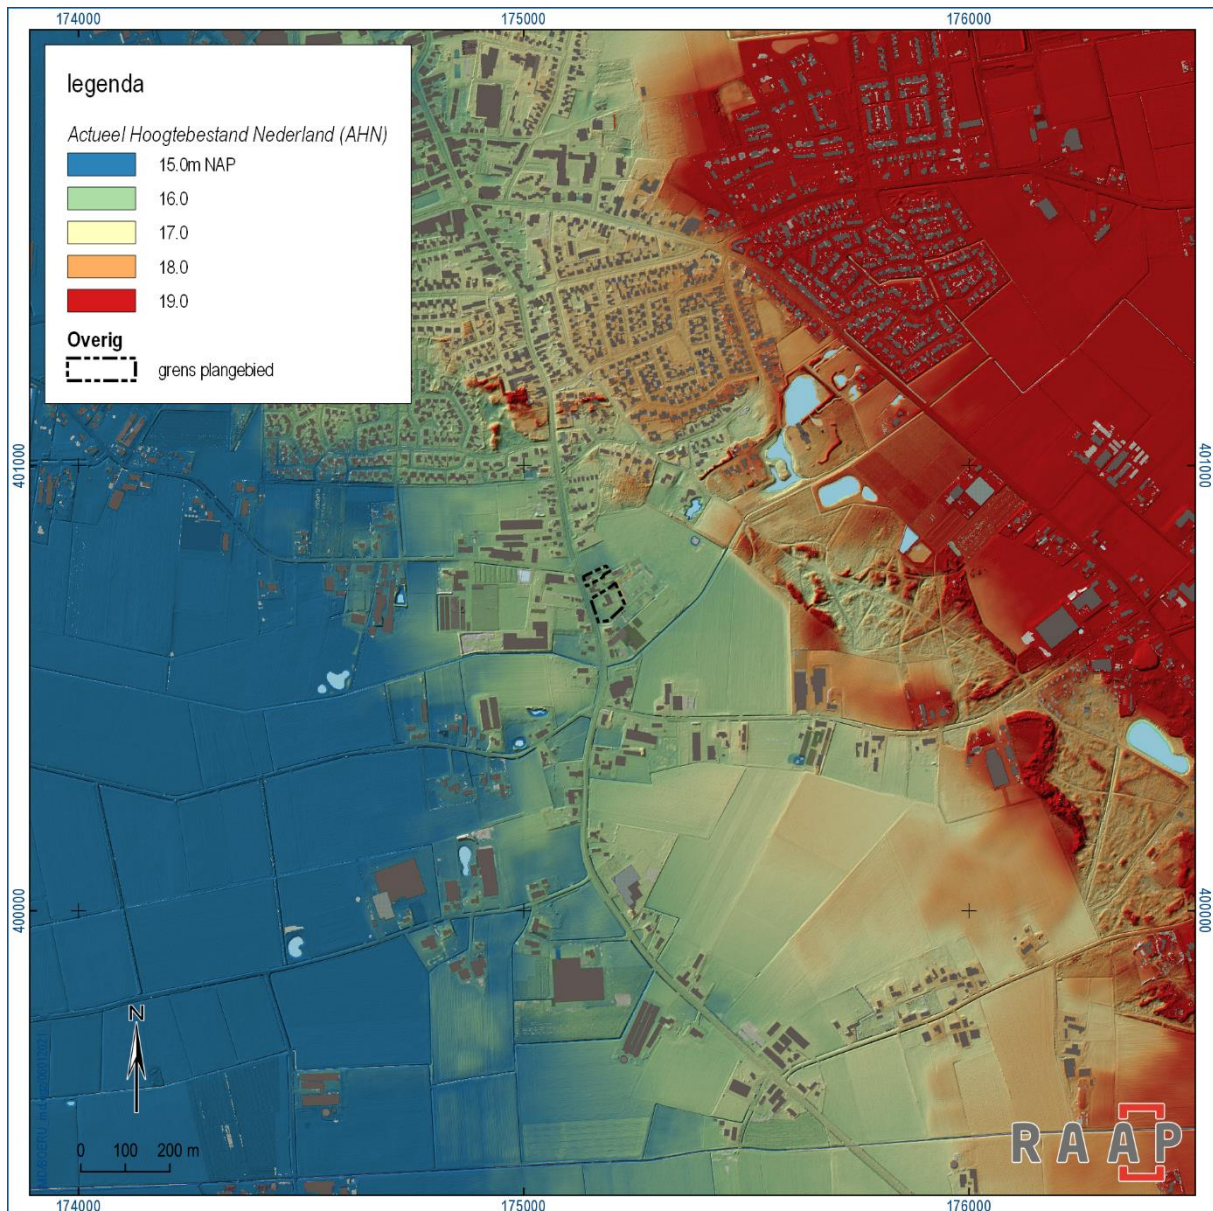 174000 175000 176000
legenda
Actueel Hoogtebestand Nederland (AHN)
15.0m NAP
16.0
17.0
18.0
19.0
Overig
grens plangebied
401000 401000
400000 400000
N
0 100 200 m
RAAP
174000 175000 176000